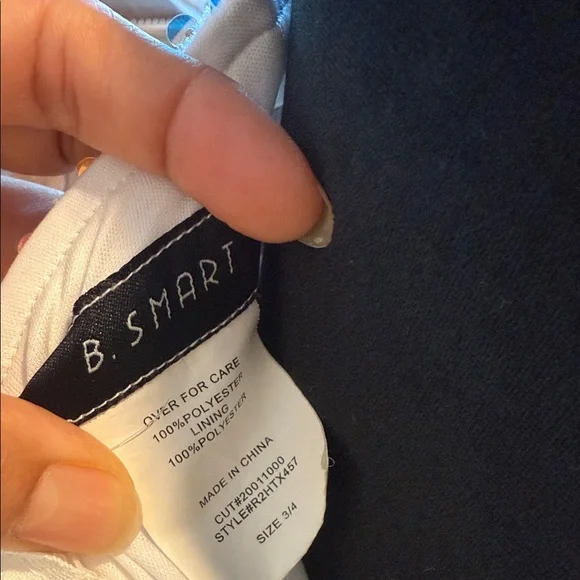 B. SMART
OVER FOR CARE
100%POLYESTER
LINING
100%POLYESTER
MADE IN CHINA
CUT#20011000
STYLE#R2HTX457
SIZE 3/4